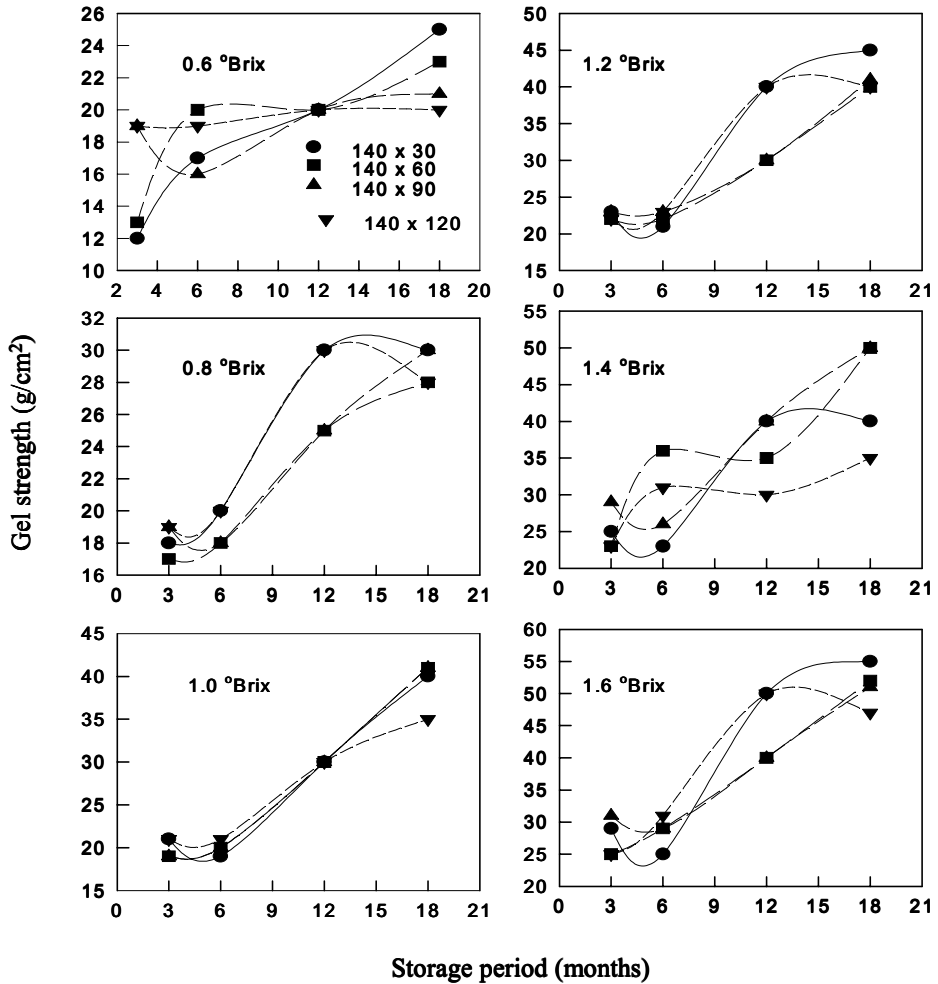 Gel strength (g/cm²)
26
24
22
20
18
16
14
12
10
0.6 °Brix
140 x 30
140 x 60
140 x 90
140 x 120
2 4 6 8 10 12 14 16 18 20
50
45
40
35
30
25
20
15
1.2 °Brix
0 3 6 9 12 15 18 21
32
30
28
26
24
22
20
18
16
0.8 °Brix
0 3 6 9 12 15 18 21
55
50
45
40
35
30
25
20
1.4 °Brix
0 3 6 9 12 15 18 21
45
40
35
30
25
20
15
1.0 °Brix
0 3 6 9 12 15 18 21
60
55
50
45
40
35
30
25
20
1.6 °Brix
0 3 6 9 12 15 18 21
Storage period (months)